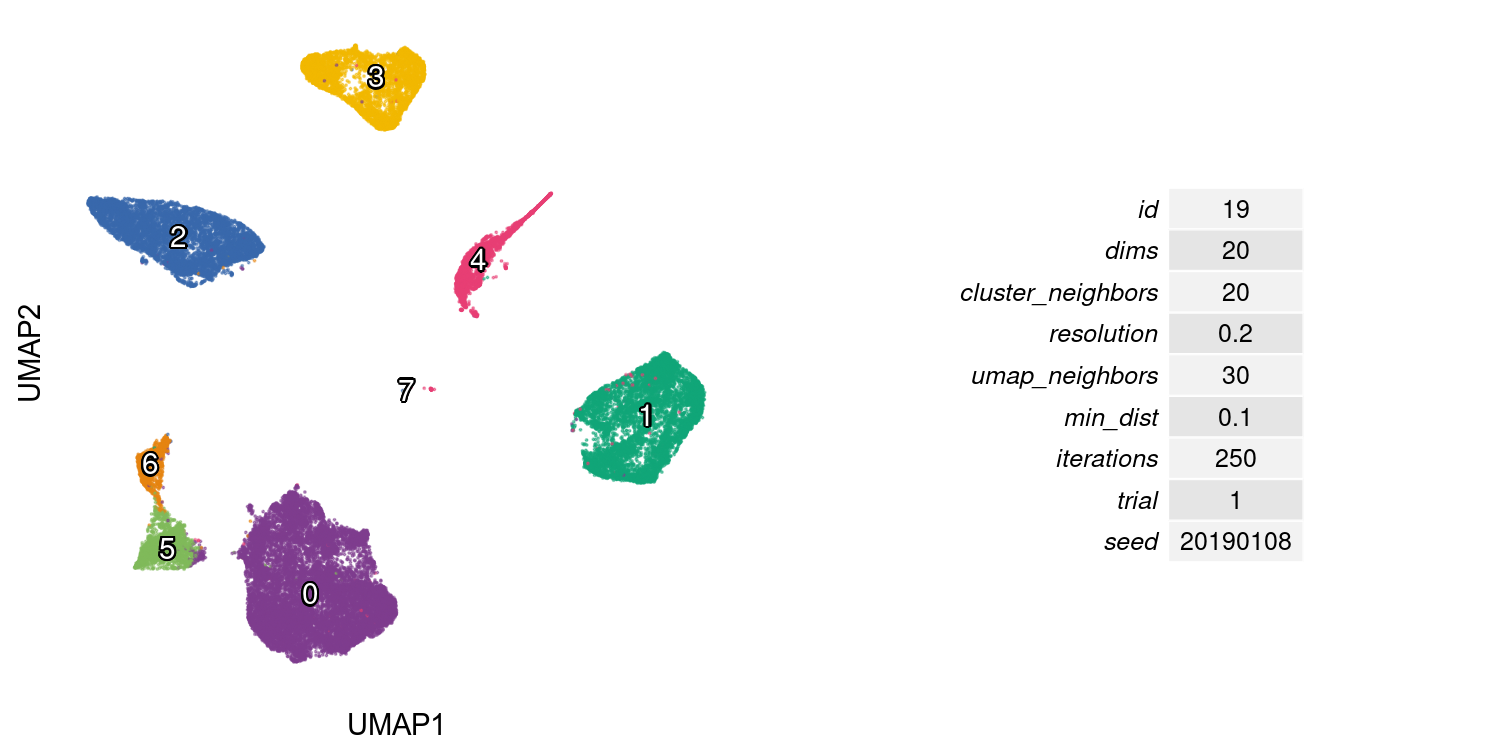 3
2
4
7
1
6
5
0
UMAP2
UMAP1
id 19
dims 20
cluster_neighbors 20
resolution 0.2
umap_neighbors 30
min_dist 0.1
iterations 250
trial 1
seed 20190108